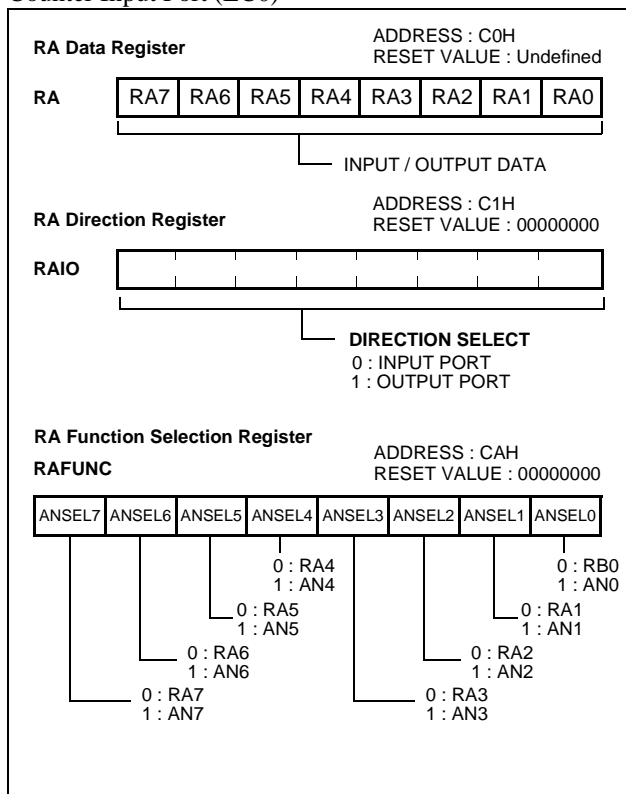 Counter Input Port (EC0)
RA Data Register
ADDRESS : C0H
RESET VALUE : Undefined
RA
RA7 RA6 RA5 RA4 RA3 RA2 RA1 RA0
INPUT / OUTPUT DATA
RA Direction Register
ADDRESS : C1H
RESET VALUE : 00000000
RAIO
DIRECTION SELECT
0 : INPUT PORT
1 : OUTPUT PORT
RA Function Selection Register
RAFUNC
ADDRESS : CAH
RESET VALUE : 00000000
ANSEL7 ANSEL6 ANSEL5 ANSEL4 ANSEL3 ANSEL2 ANSEL1 ANSEL0
0 : RA4
1 : AN4
0 : RB0
1 : AN0
0 : RA5
1 : AN5
0 : RA1
1 : AN1
0 : RA6
1 : AN6
0 : RA2
1 : AN2
0 : RA7
1 : AN7
0 : RA3
1 : AN3